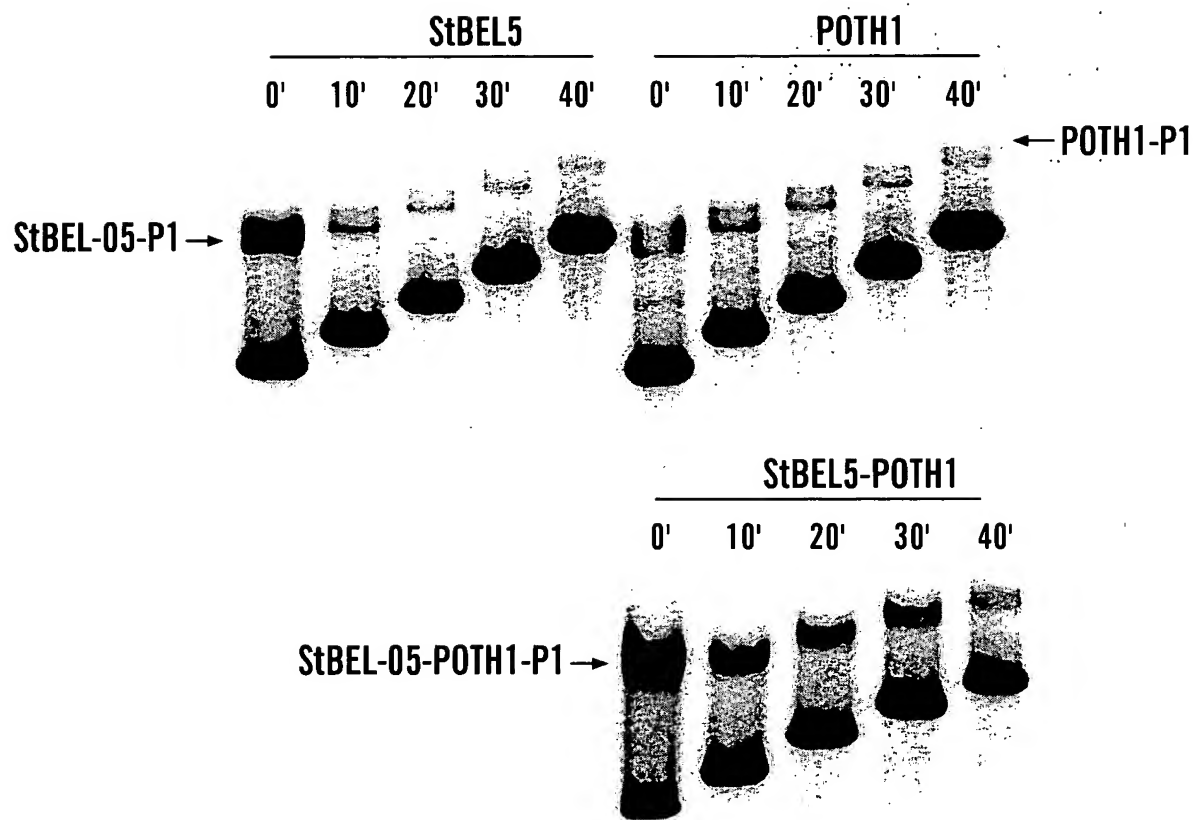 StBEL5 POTH1
0' 10' 20' 30' 40' 0' 10' 20' 30' 40'
POTH1-P1
StBEL-05-P1
StBEL5-POTH1
0' 10' 20' 30' 40'
StBEL-05-POTH1-P1